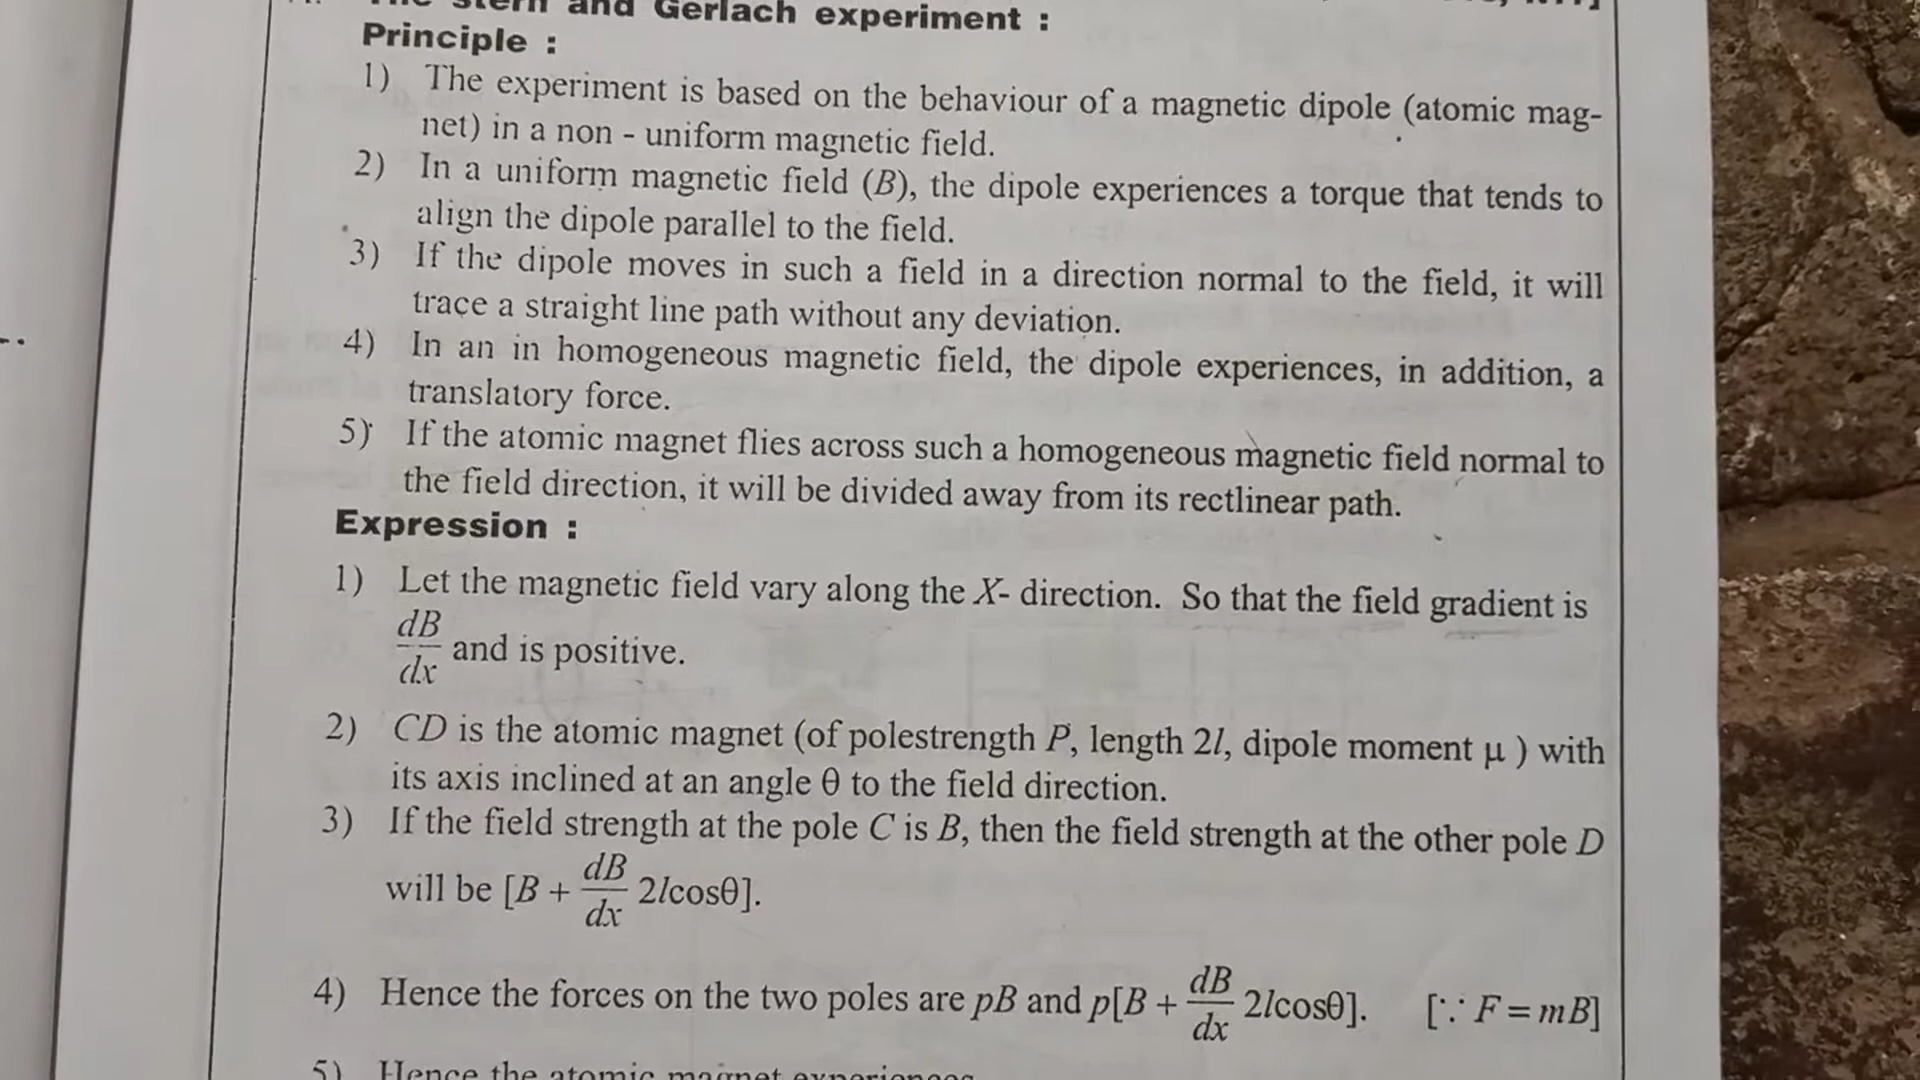 stern and Gerlach experiment :
Principle :
1) The experiment is based on the behaviour of a magnetic dipole (atomic mag-
net) in a non - uniform magnetic field.
2) In a uniform magnetic field (B), the dipole experiences a torque that tends to
align the dipole parallel to the field.
3) If the dipole moves in such a field in a direction normal to the field, it will
trace a straight line path without any deviation.
4) In an in homogeneous magnetic field, the dipole experiences, in addition, a
translatory force.
5) If the atomic magnet flies across such a homogeneous magnetic field normal to
the field direction, it will be divided away from its rectlinear path.
Expression :
1) Let the magnetic field vary along the X- direction. So that the field gradient is
dB/dx and is positive.
2) CD is the atomic magnet (of polestrength P, length 2l, dipole moment μ ) with
its axis inclined at an angle θ to the field direction.
3) If the field strength at the pole C is B, then the field strength at the other pole D
will be [B + dB/dx 2lcosθ].
4) Hence the forces on the two poles are pB and p[B + dB/dx 2lcosθ]. [∵ F = mB]
5) Hence the atomic magnet experiences